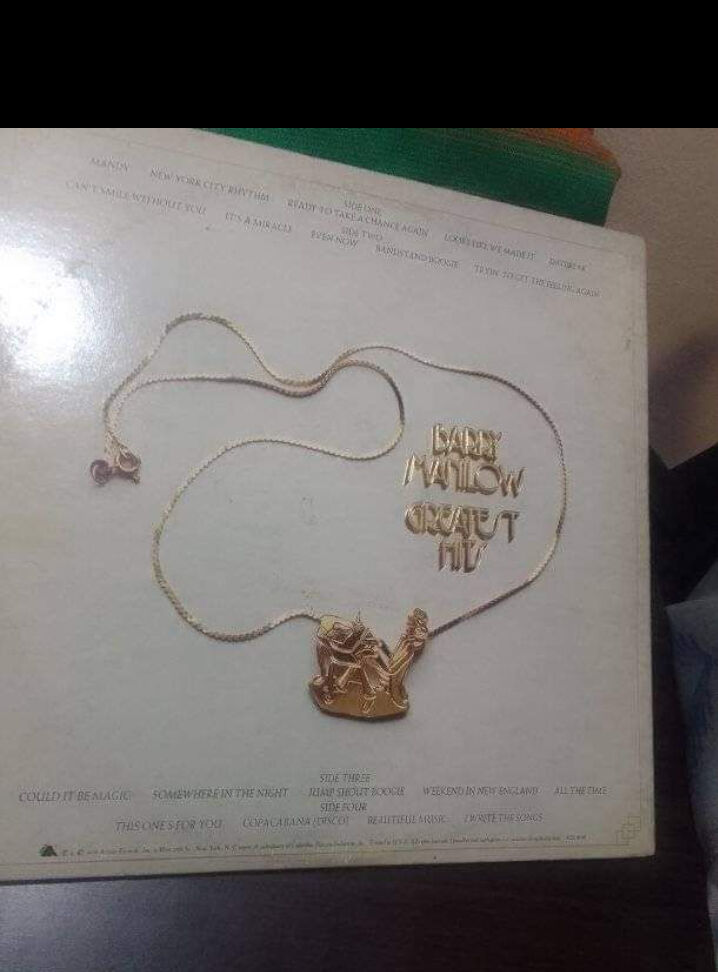 SIDE ONE
MANDY NEW YORK CITY RHYTHM READY TO TAKE A CHANCE AGAIN LOOKS LIKE WE MADE IT DAYBREAK
SIDE TWO
CAN'T SMILE WITHOUT YOU IT'S A MIRACLE EVEN NOW BANDSTAND BOOGIE TRYIN' TO GET THE FEELING AGAIN
BARRY
MANILOW
GREATEST
HITS
SIDE THREE
COULD IT BE MAGIC SOMEWHERE IN THE NIGHT JUMP SHOUT BOOGIE WEEKEND IN NEW ENGLAND ALL THE TIME
SIDE FOUR
THIS ONE'S FOR YOU COPACABANA (DISCO) BEAUTIFUL MUSIC I WRITE THE SONGS